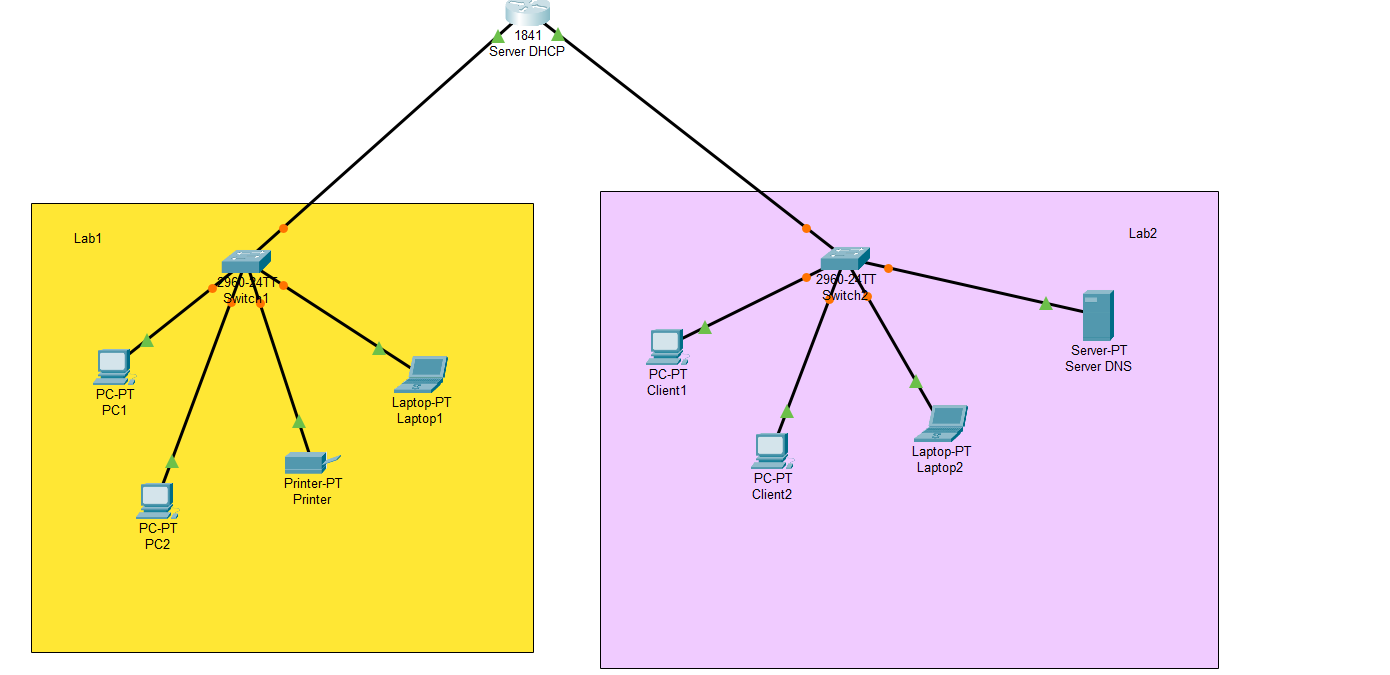 1841
Server DHCP
Lab1
Lab2
2960-24TT
Switch1
2960-24TT
Switch2
PC-PT
PC1
Laptop-PT
Laptop1
Printer-PT
Printer
PC-PT
PC2
PC-PT
Client1
Server-PT
Server DNS
Laptop-PT
Laptop2
PC-PT
Client2